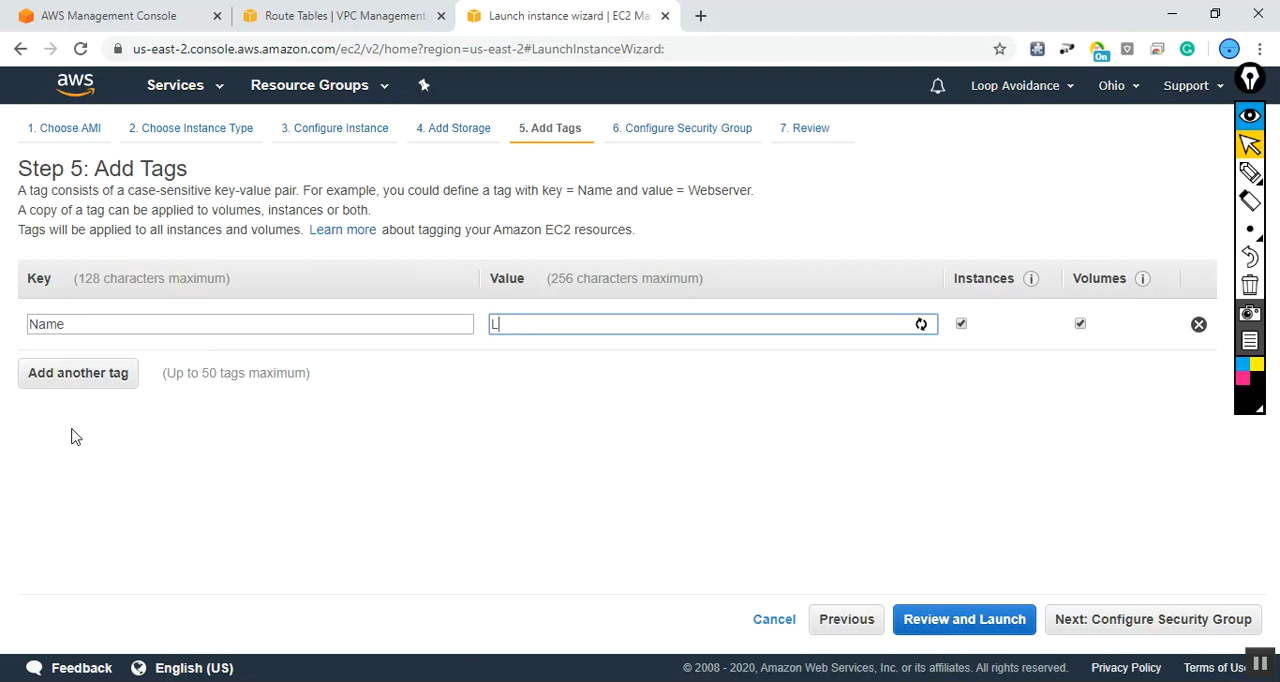 AWS Management Console
Route Tables | VPC Management
Launch instance wizard | EC2 Ma
us-east-2.console.aws.amazon.com/ec2/v2/home?region=us-east-2#LaunchInstanceWizard:
On
aws
Services
Resource Groups
Loop Avoidance
Ohio
Support
1. Choose AMI
2. Choose Instance Type
3. Configure Instance
4. Add Storage
5. Add Tags
6. Configure Security Group
7. Review
Step 5: Add Tags
A tag consists of a case-sensitive key-value pair. For example, you could define a tag with key = Name and value = Webserver.
A copy of a tag can be applied to volumes, instances or both.
Tags will be applied to all instances and volumes. Learn more about tagging your Amazon EC2 resources.
Key (128 characters maximum) Value (256 characters maximum) Instances Volumes
Name L
Add another tag (Up to 50 tags maximum)
Cancel Previous Review and Launch Next: Configure Security Group
Feedback English (US) © 2008 - 2020, Amazon Web Services, Inc. or its affiliates. All rights reserved. Privacy Policy Terms of Us